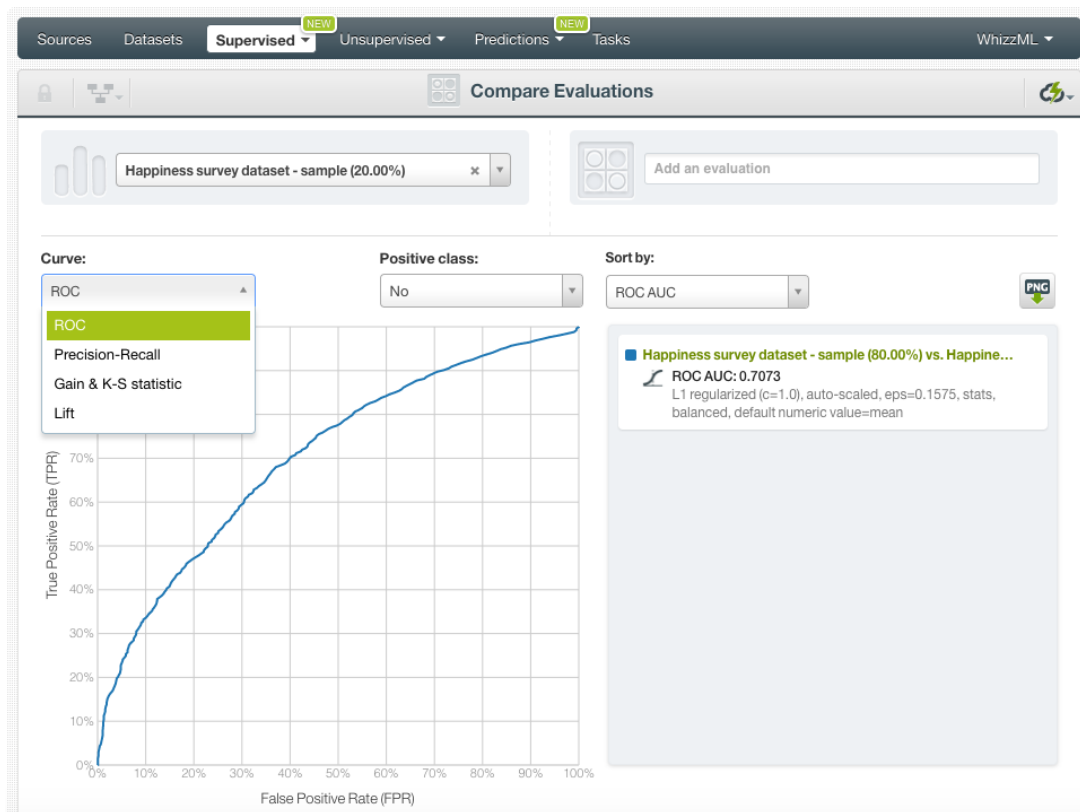 NEW NEW
Sources Datasets Supervised Unsupervised Predictions Tasks WhizzML
Compare Evaluations
Happiness survey dataset - sample (20.00%) ×
Add an evaluation
Curve: Positive class: Sort by:
ROC No ROC AUC
PNG
ROC
Precision-Recall
Gain & K-S statistic
Lift
Happiness survey dataset - sample (80.00%) vs. Happine...
ROC AUC: 0.7073
L1 regularized (c=1.0), auto-scaled, eps=0.1575, stats,
balanced, default numeric value=mean
True Positive Rate (TPR)
70%
60%
50%
40%
30%
20%
10%
0%
0% 10% 20% 30% 40% 50% 60% 70% 80% 90% 100%
False Positive Rate (FPR)